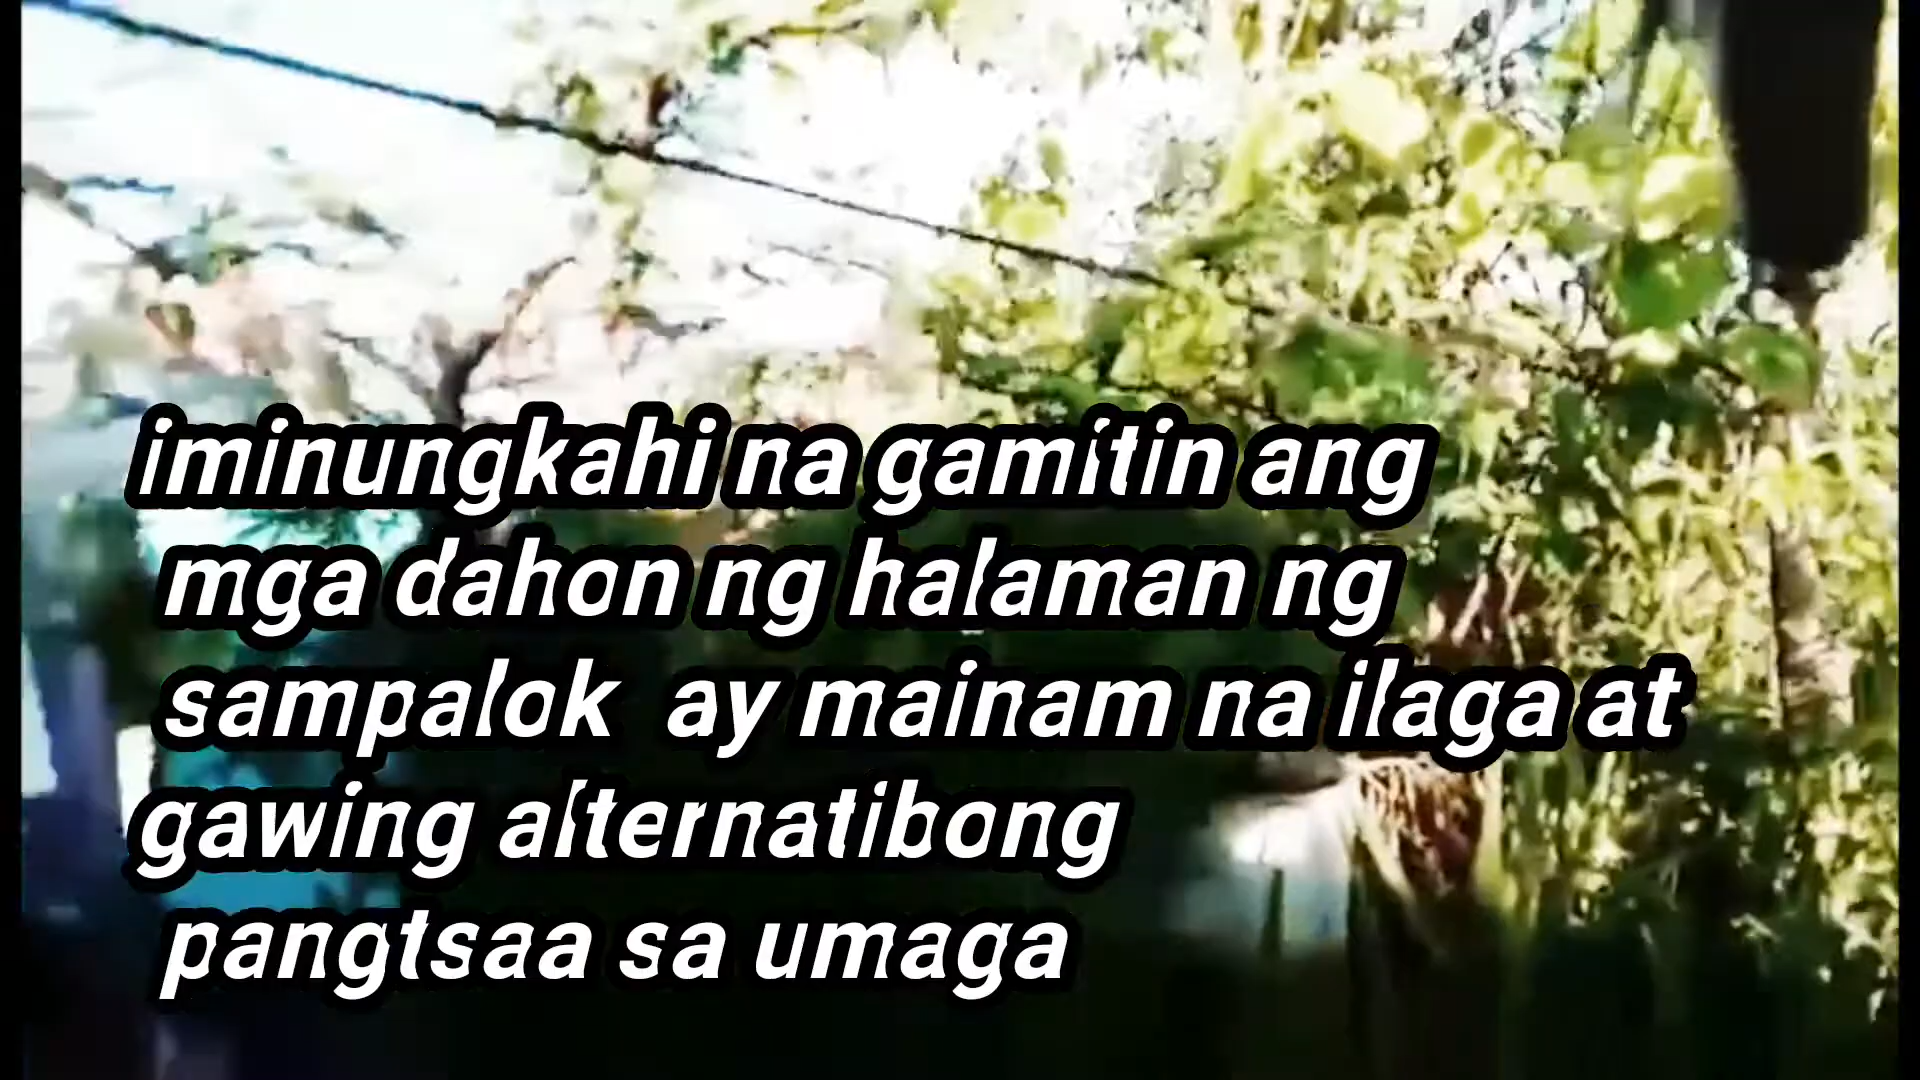 iminungkahi na gamitin ang
mga dahon ng halaman ng
sampalok ay mainam na ilaga at
gawing alternatibong
pangtsaa sa umaga